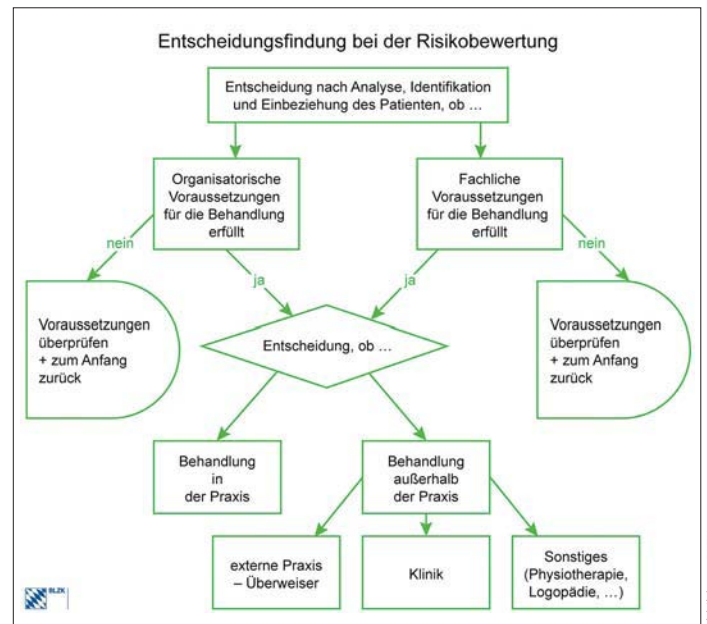 Entscheidungsfindung bei der Risikobewertung
Entscheidung nach Analyse, Identifikation
und Einbeziehung des Patienten, ob ...
Organisatorische
Voraussetzungen
für die Behandlung
erfüllt
Fachliche
Voraussetzungen
für die Behandlung
erfüllt
nein
ja
ja
nein
Voraussetzungen
überprüfen
+ zum Anfang
zurück
Entscheidung, ob ...
Voraussetzungen
überprüfen
+ zum Anfang
zurück
Behandlung
in
der Praxis
Behandlung
außerhalb
der Praxis
externe Praxis
– Überweiser
Klinik
Sonstiges
(Physiotherapie,
Logopädie, ...)
BLZK